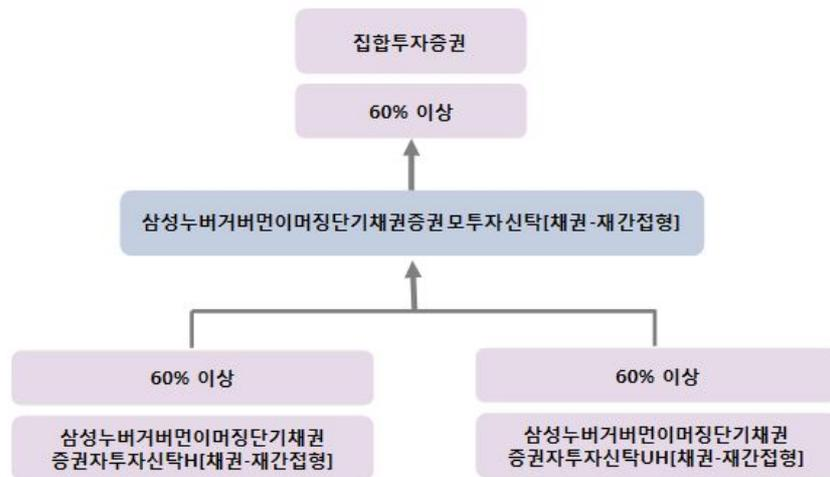 집합투자증권
60% 이상
삼성누버거버먼이머징단기채권증권모투자신탁[채권-재간접형]
60% 이상
삼성누버거버먼이머징단기채권
증권자투자신탁H[채권-재간접형]
60% 이상
삼성누버거버먼이머징단기채권
증권자투자신탁UH[채권-재간접형]